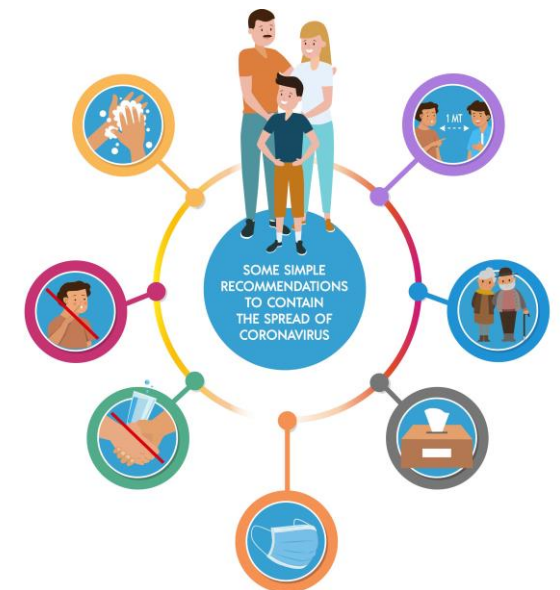 1 MT
SOME SIMPLE
RECOMMENDATIONS
TO CONTAIN
THE SPREAD OF
CORONAVIRUS